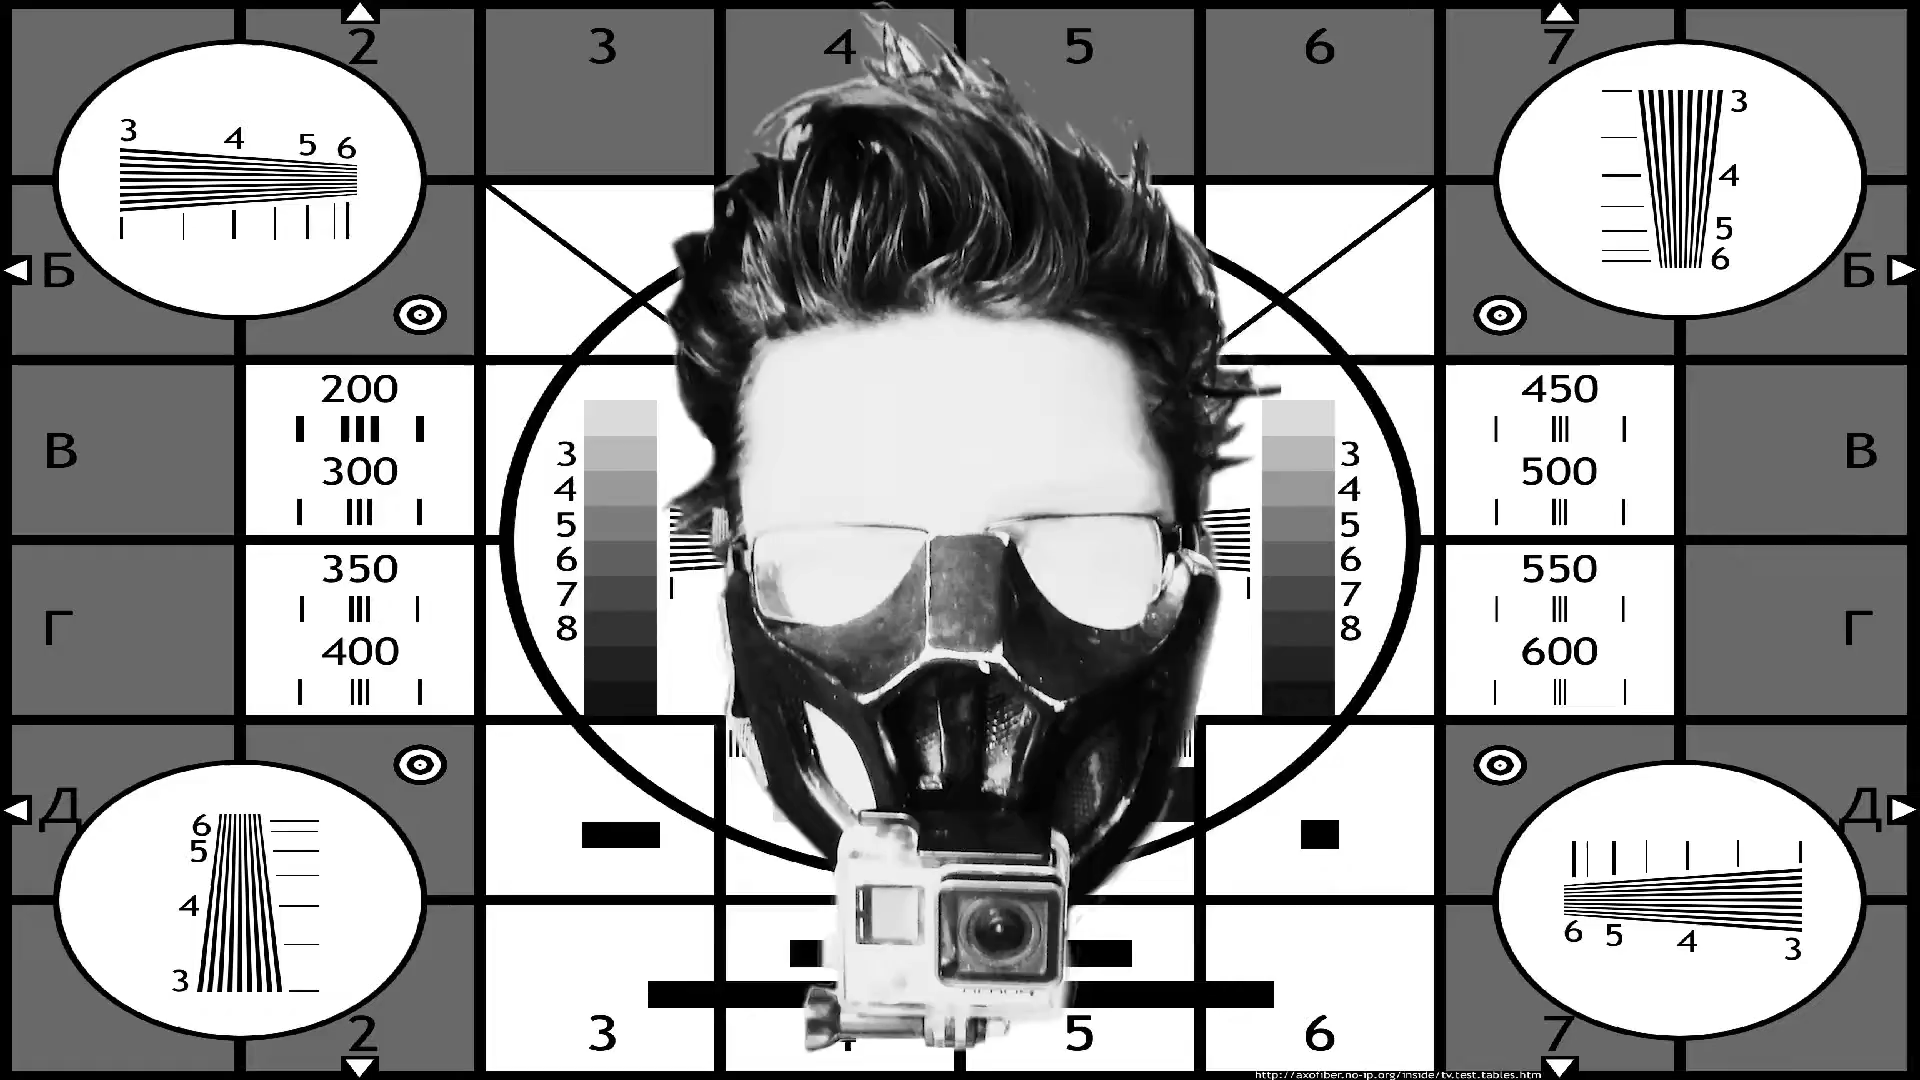 2 3 4 5 6 7
3 4 5 6
3
4
5
6
Б Б
200 450
300 500
В 3 3 В
4 4
5 5
350 6 6 550
Г 7 7 Г
8 8
400 600
Д Д
6
5
4
3
6 5 4 3
2 3 4 5 6 7
http://axofiber.no-ip.org/inside/tv.test.tables.htm